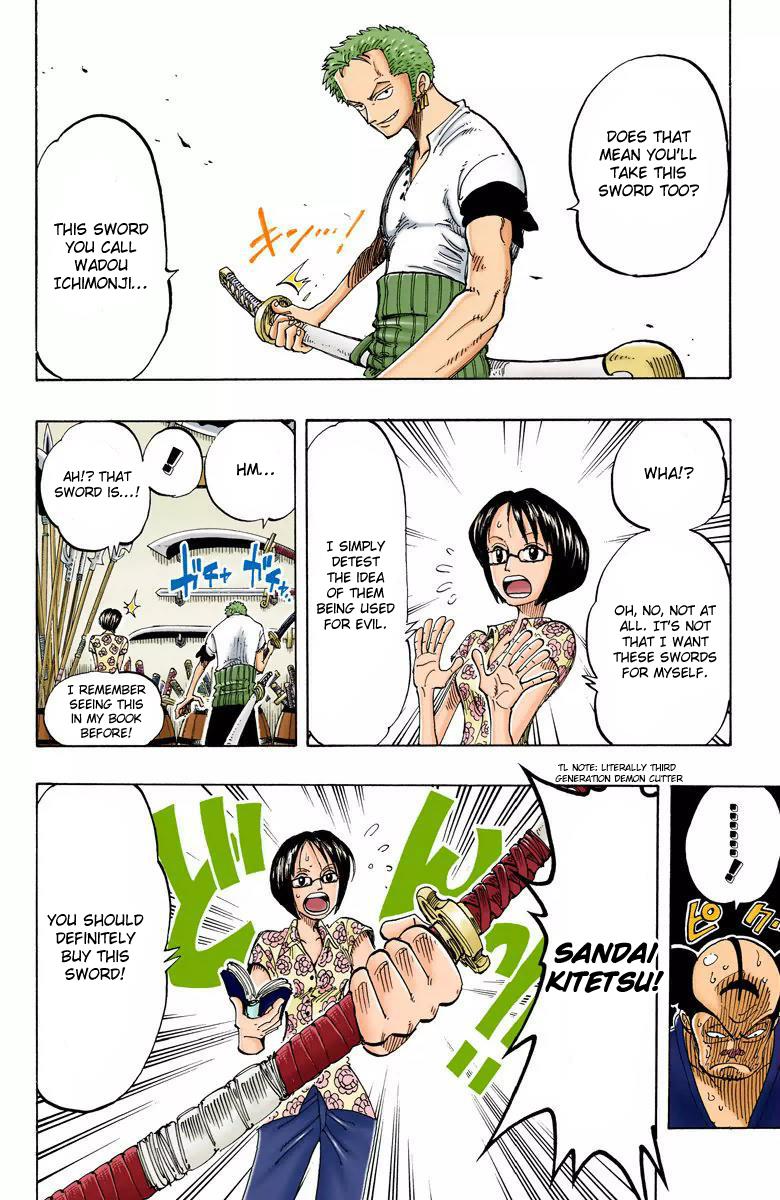 DOES THAT
MEAN YOU'LL
TAKE THIS
SWORD TOO?
キン…!
THIS SWORD
YOU CALL
WADOU
ICHIMONJI...
WHA!?
OH, NO, NOT AT
ALL. IT'S NOT
THAT I WANT
THESE SWORDS
FOR MYSELF.
I SIMPLY
DETEST
THE IDEA
OF THEM
BEING USED
FOR EVIL.
HM...
!
AH!? THAT
SWORD IS...!
ガチャ
ガチャ..
I REMEMBER
SEEING THIS
IN MY BOOK
BEFORE!
.......!
ピク..
TL NOTE: LITERALLY THIRD
GENERATION DEMON CUTTER
SANDAI
KITETSU!
どんっ!!
YOU SHOULD
DEFINITELY
BUY THIS
SWORD!